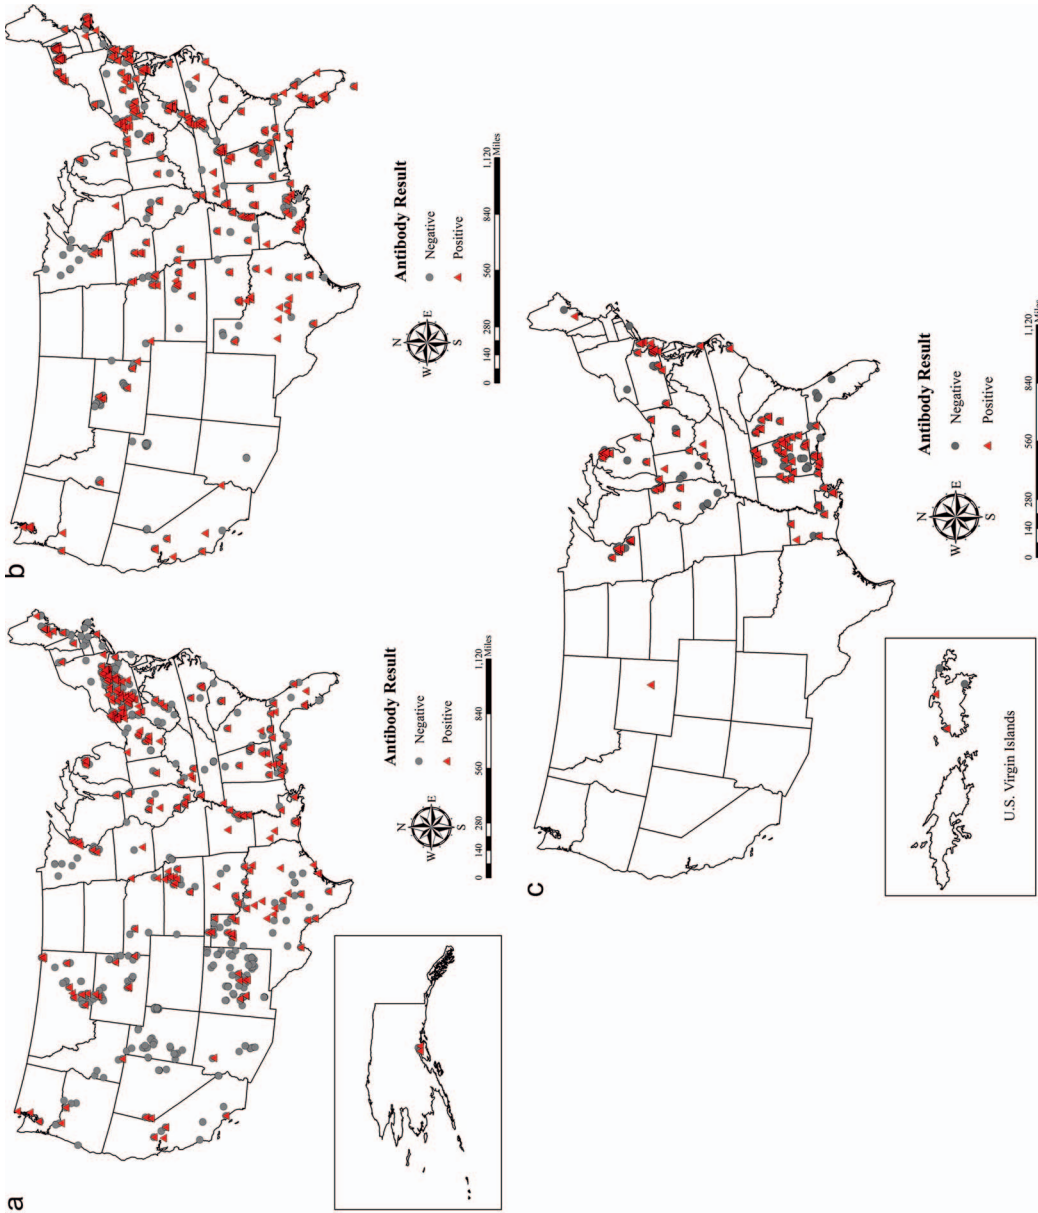 a
N
W E
S
Antibody Result
Negative
Positive
0 140 280 560 840 1,120
Miles
b
N
W E
S
Antibody Result
Negative
Positive
0 140 280 560 840 1,120
Miles
c
N
W E
S
Antibody Result
Negative
Positive
0 140 280 560 840 1,120
Miles
U.S. Virgin Islands